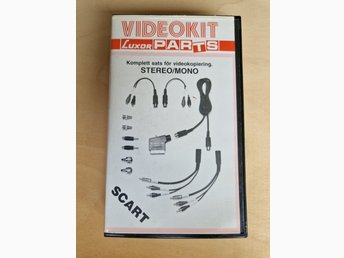 VIDEOKIT
LUXOR PARTS
Komplett sats för videokopiering.
STEREO/MONO
SCART